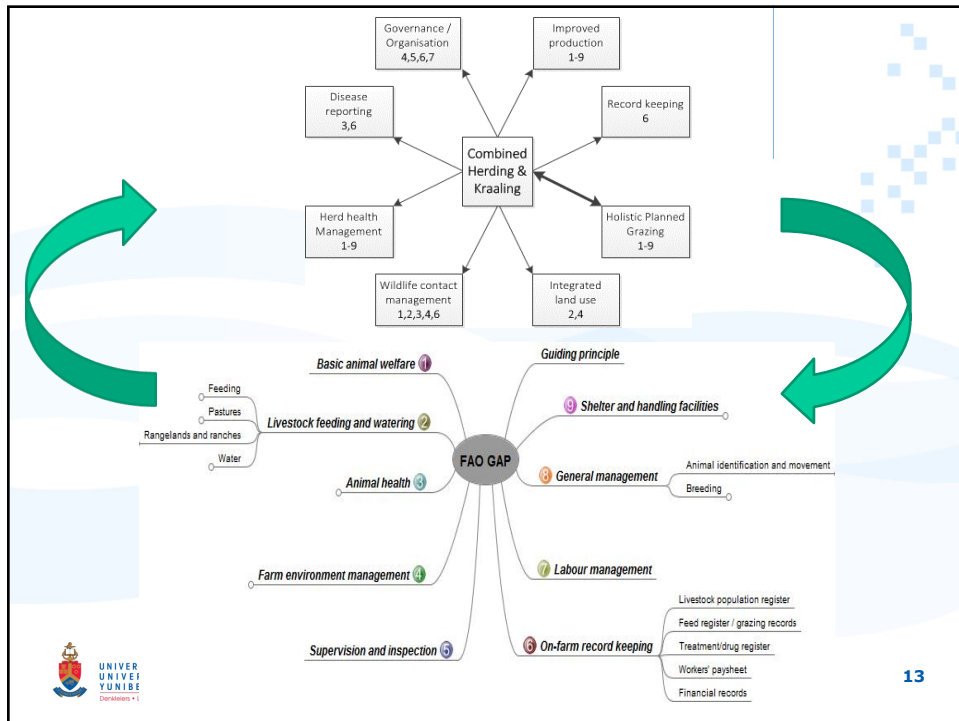 Governance /
Organisation
4,5,6,7
Improved
production
1-9
Disease
reporting
3,6
Record keeping
6
Combined
Herding &
Kraaling
Herd health
Management
1-9
Holistic Planned
Grazing
1-9
Wildlife contact
management
1,2,3,4,6
Integrated
land use
2,4
Basic animal welfare 1
Guiding principle
Feeding
Pastures
Rangelands and ranches
Water
Livestock feeding and watering 2
9 Shelter and handling facilities
FAO GAP
Animal health 3
8 General management
Animal identification and movement
Breeding
Farm environment management 4
7 Labour management
Supervision and inspection 5
6 On-farm record keeping
Livestock population register
Feed register / grazing records
Treatment/drug register
Workers' paysheet
Financial records
UNIVER
UNIVER
YUNIBE
Denkleiers • L
13